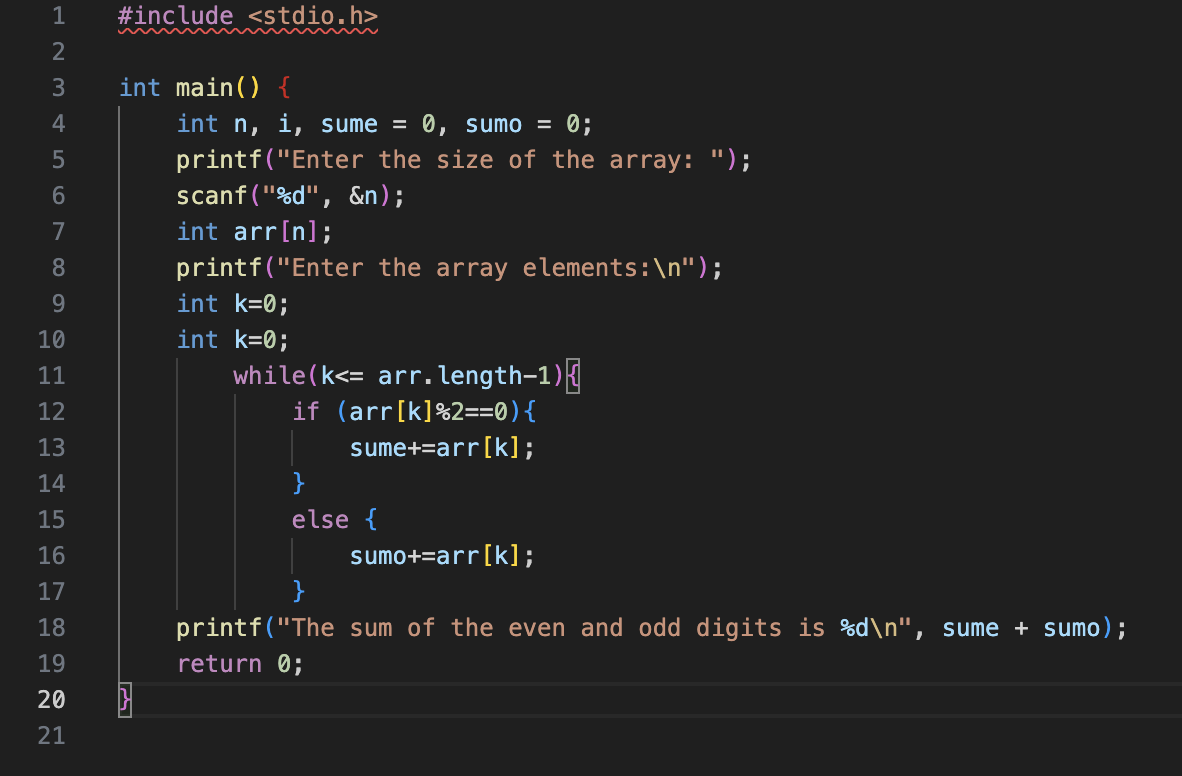 1 #include <stdio.h>
2
3 int main() {
4     int n, i, sume = 0, sumo = 0;
5     printf("Enter the size of the array: ");
6     scanf("%d", &n);
7     int arr[n];
8     printf("Enter the array elements:\n");
9     int k=0;
10     int k=0;
11         while(k<= arr.length-1){
12             if (arr[k]%2==0){
13                 sume+=arr[k];
14             }
15             else {
16                 sumo+=arr[k];
17             }
18     printf("The sum of the even and odd digits is %d\n", sume + sumo);
19     return 0;
20 }
21